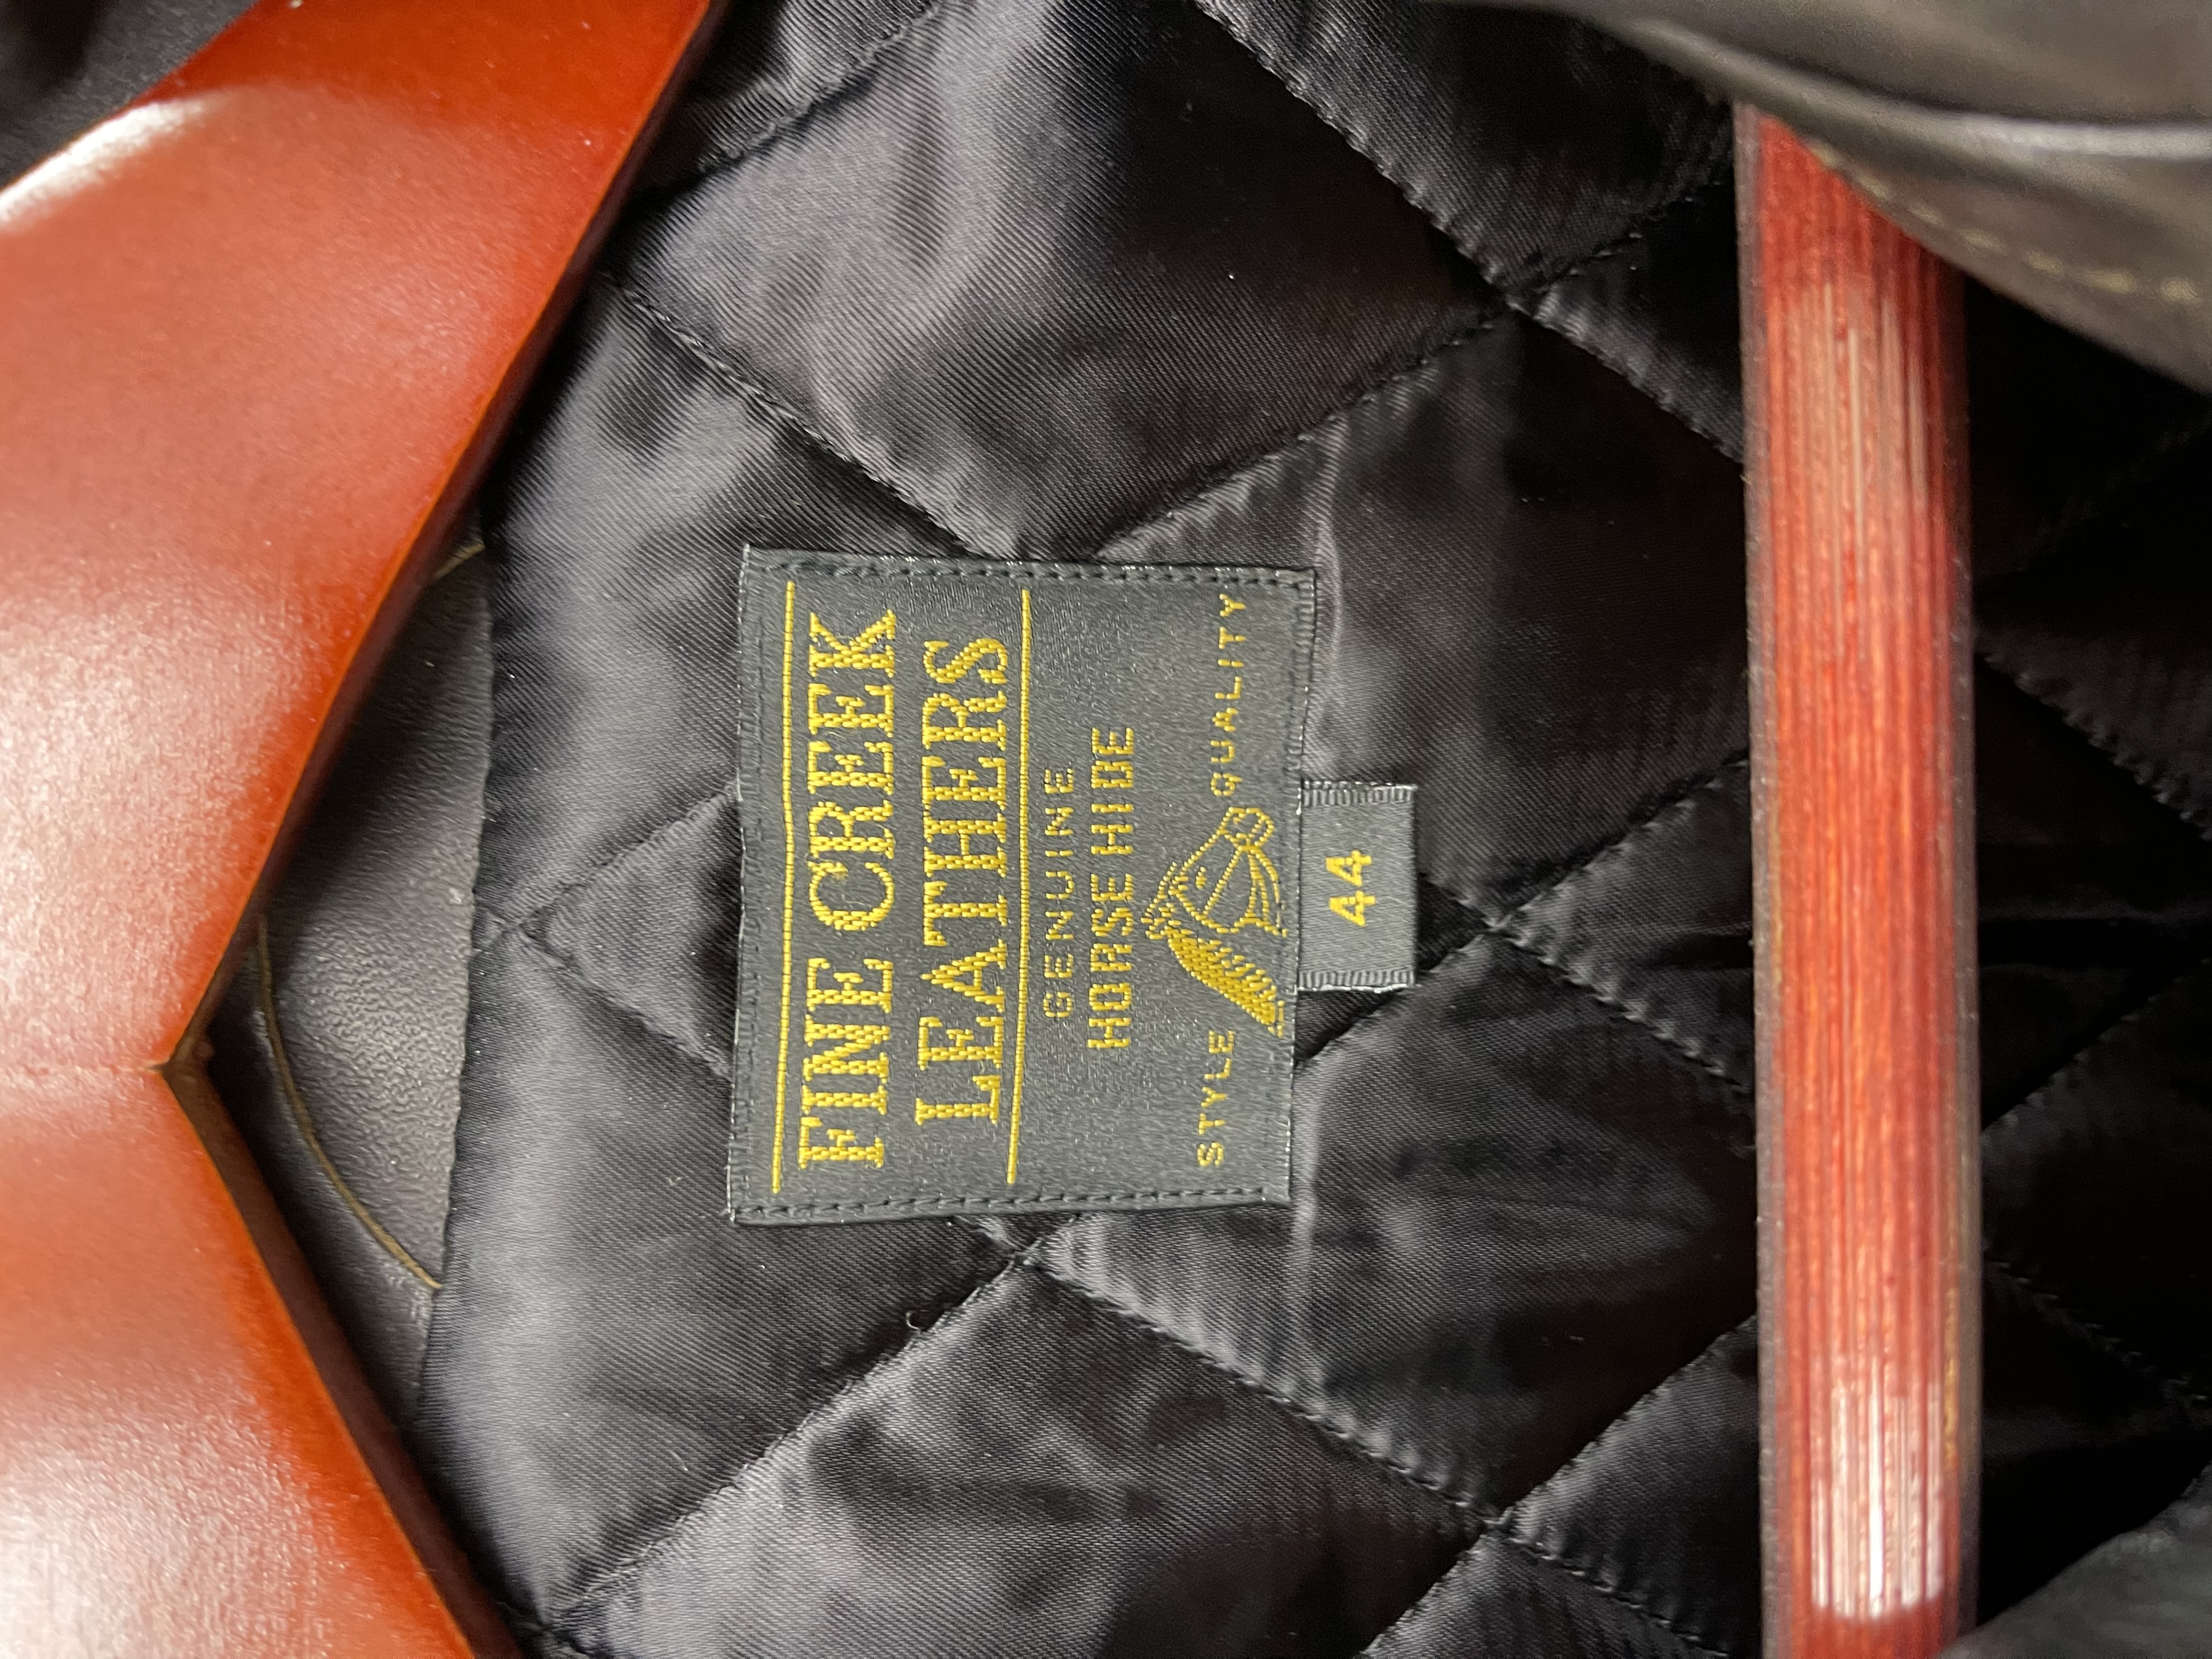 FINE CREEK
LEATHERS
GENUINE
HORSE HIDE
STYLE QUALITY
44